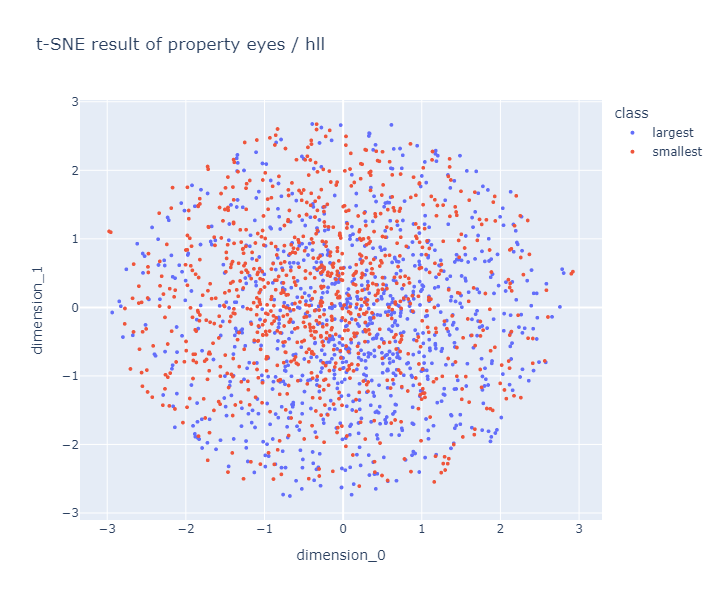 t-SNE result of property eyes / hll
class
largest
smallest
3
2
1
0
−1
−2
−3
dimension_1
−3
−2
−1
0
1
2
3
dimension_0